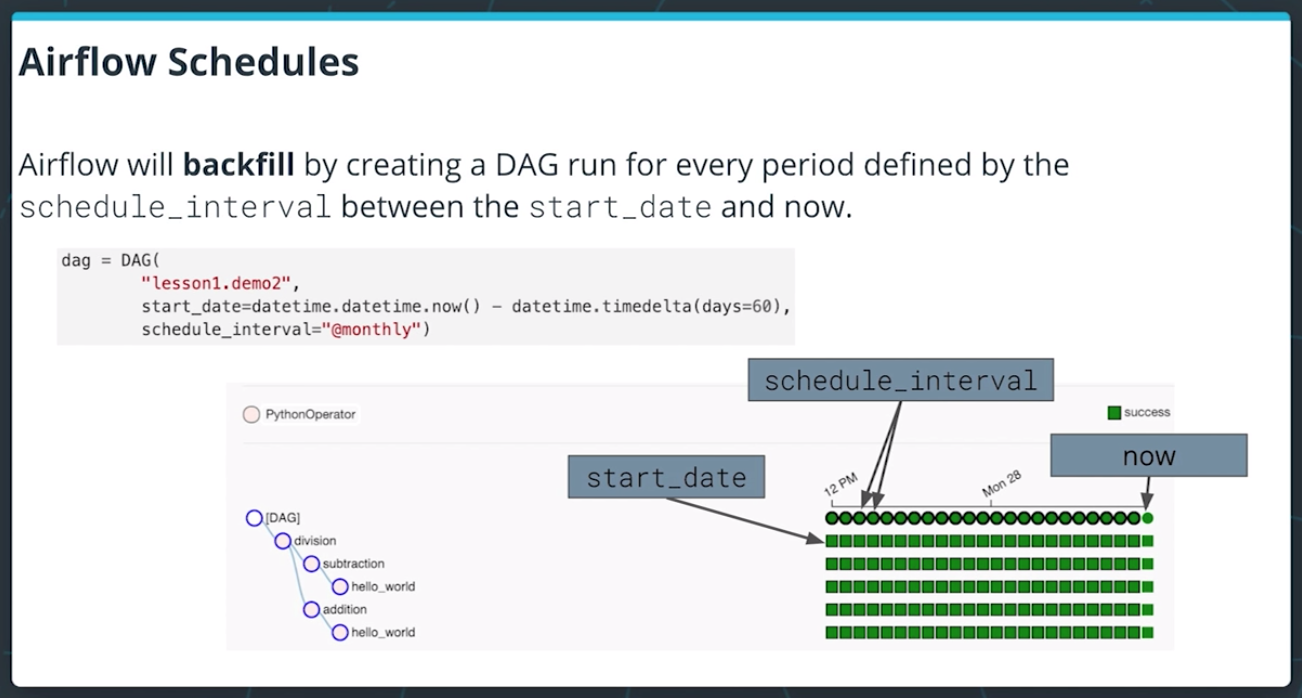 Airflow Schedules
Airflow will backfill by creating a DAG run for every period defined by the
schedule_interval between the start_date and now.
dag = DAG(
"lesson1.demo2",
start_date=datetime.datetime.now() - datetime.timedelta(days=60),
schedule_interval="@monthly")
schedule_interval
PythonOperator
success
now
start_date
12 PM
Mon 28
[DAG]
division
subtraction
hello_world
addition
hello_world